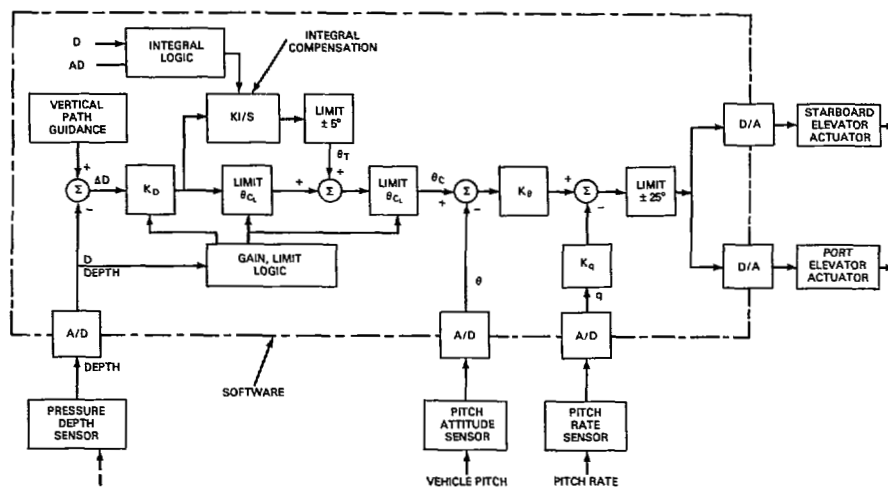 D
AD
INTEGRAL
LOGIC
INTEGRAL
COMPENSATION
VERTICAL
PATH
GUIDANCE
KI/S
LIMIT
± 5°
θT
D/A
STARBOARD
ELEVATOR
ACTUATOR
+
Σ
−
ΔD
KD
LIMIT
θCL
+
Σ
+
LIMIT
θCL
θC
+
Σ
−
Kθ
+
Σ
−
LIMIT
± 25°
D
DEPTH
GAIN, LIMIT
LOGIC
θ
Kq
q
D/A
PORT
ELEVATOR
ACTUATOR
A/D
A/D
A/D
DEPTH
SOFTWARE
PRESSURE
DEPTH
SENSOR
PITCH
ATTITUDE
SENSOR
PITCH
RATE
SENSOR
VEHICLE PITCH
PITCH RATE